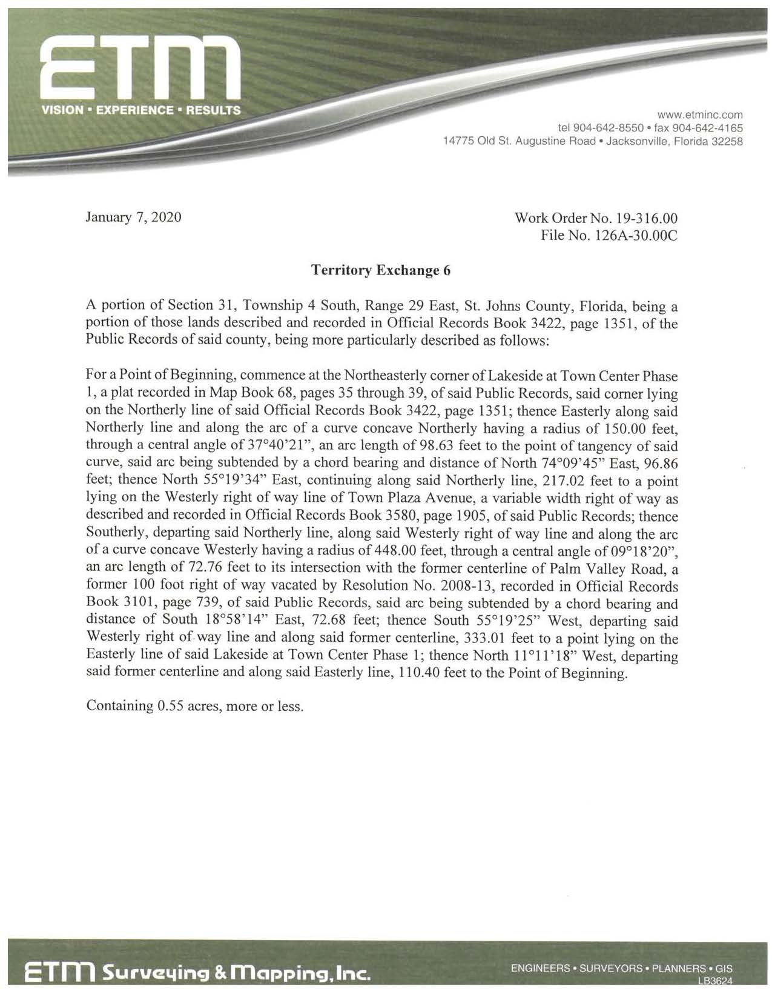 ETM
VISION ▪ EXPERIENCE ▪ RESULTS
www.etminc.com
tel 904-642-8550 • fax 904-642-4165
14775 Old St. Augustine Road • Jacksonville, Florida 32258
January 7, 2020
Work Order No. 19-316.00
File No. 126A-30.00C
Territory Exchange 6
A portion of Section 31, Township 4 South, Range 29 East, St. Johns County, Florida, being a
portion of those lands described and recorded in Official Records Book 3422, page 1351, of the
Public Records of said county, being more particularly described as follows:
For a Point of Beginning, commence at the Northeasterly corner of Lakeside at Town Center Phase
1, a plat recorded in Map Book 68, pages 35 through 39, of said Public Records, said corner lying
on the Northerly line of said Official Records Book 3422, page 1351; thence Easterly along said
Northerly line and along the arc of a curve concave Northerly having a radius of 150.00 feet,
through a central angle of 37°40’21”, an arc length of 98.63 feet to the point of tangency of said
curve, said arc being subtended by a chord bearing and distance of North 74°09’45” East, 96.86
feet; thence North 55°19’34” East, continuing along said Northerly line, 217.02 feet to a point
lying on the Westerly right of way line of Town Plaza Avenue, a variable width right of way as
described and recorded in Official Records Book 3580, page 1905, of said Public Records; thence
Southerly, departing said Northerly line, along said Westerly right of way line and along the arc
of a curve concave Westerly having a radius of 448.00 feet, through a central angle of 09°18’20”,
an arc length of 72.76 feet to its intersection with the former centerline of Palm Valley Road, a
former 100 foot right of way vacated by Resolution No. 2008-13, recorded in Official Records
Book 3101, page 739, of said Public Records, said arc being subtended by a chord bearing and
distance of South 18°58’14” East, 72.68 feet; thence South 55°19’25” West, departing said
Westerly right of way line and along said former centerline, 333.01 feet to a point lying on the
Easterly line of said Lakeside at Town Center Phase 1; thence North 11°11’18” West, departing
said former centerline and along said Easterly line, 110.40 feet to the Point of Beginning.
Containing 0.55 acres, more or less.
ETM Surveying & Mapping, Inc.
ENGINEERS • SURVEYORS • PLANNERS • GIS
LB3624